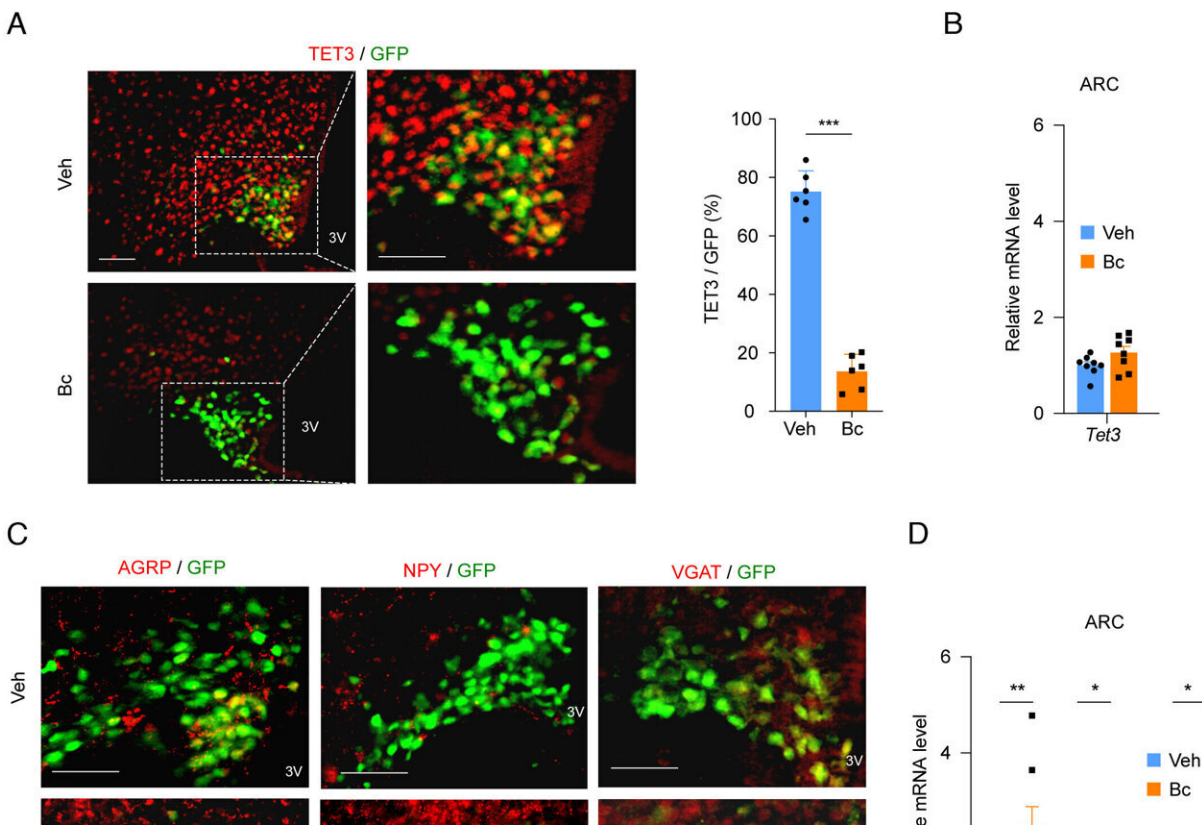 A
TET3 / GFP
Veh
3V
Bc
3V
TET3 / GFP (%)
100
80
60
40
20
0
***
Veh Bc
B
ARC
Relative mRNA level
6
4
2
0
Veh
Bc
Tet3
C
AGRP / GFP
NPY / GFP
VGAT / GFP
Veh
3V
3V
3V
D
ARC
6
4
** * *
mRNA level
Veh
Bc